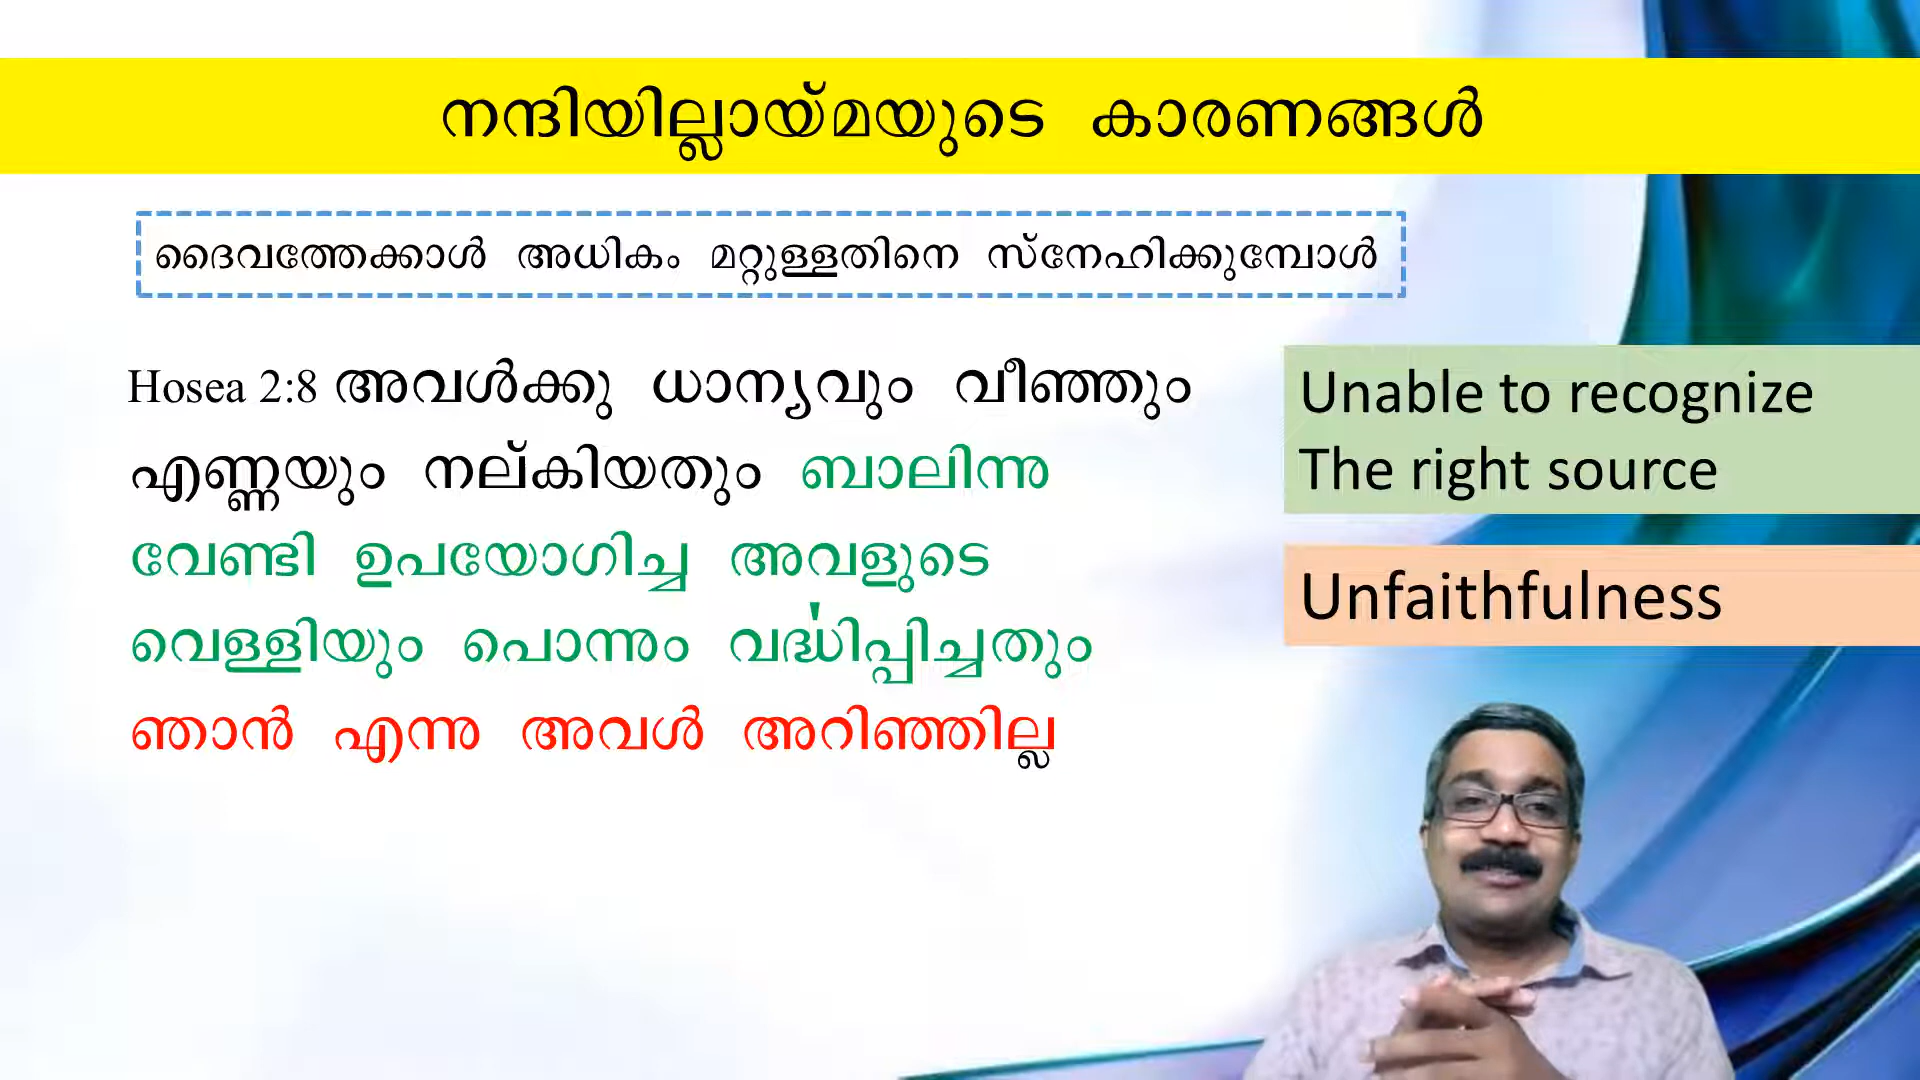 നന്ദിയില്ലായ്മയുടെ കാരണങ്ങൾ
ദൈവത്തേക്കാൾ അധികം മറ്റുള്ളതിനെ സ്നേഹിക്കുമ്പോൾ
Hosea 2:8 അവൾക്കു ധാന്യവും വീഞ്ഞും
എണ്ണയും നല്കിയതും ബാലിന്നു
വേണ്ടി ഉപയോഗിച്ച അവളുടെ
വെള്ളിയും പൊന്നും വൎദ്ധിപ്പിച്ചതും
ഞാൻ എന്നു അവൾ അറിഞ്ഞില്ല
Unable to recognize
The right source
Unfaithfulness